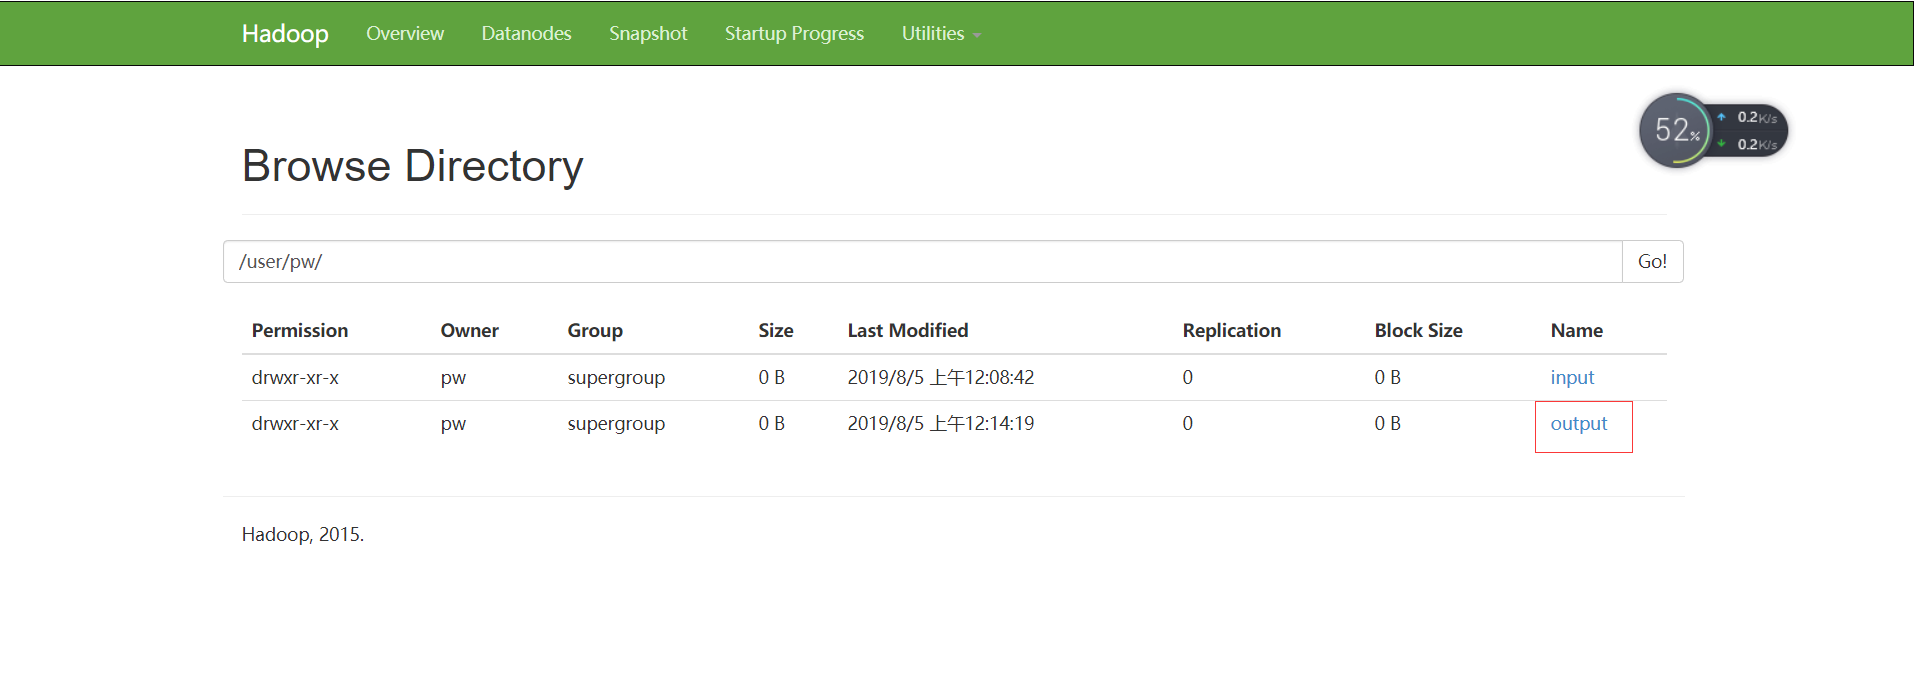 Hadoop Overview Datanodes Snapshot Startup Progress Utilities
52% 0.2K/s
0.2K/s
Browse Directory
/user/pw/ Go!
Permission Owner Group Size Last Modified Replication Block Size Name
drwxr-xr-x pw supergroup 0 B 2019/8/5 上午12:08:42 0 0 B input
drwxr-xr-x pw supergroup 0 B 2019/8/5 上午12:14:19 0 0 B output
Hadoop, 2015.